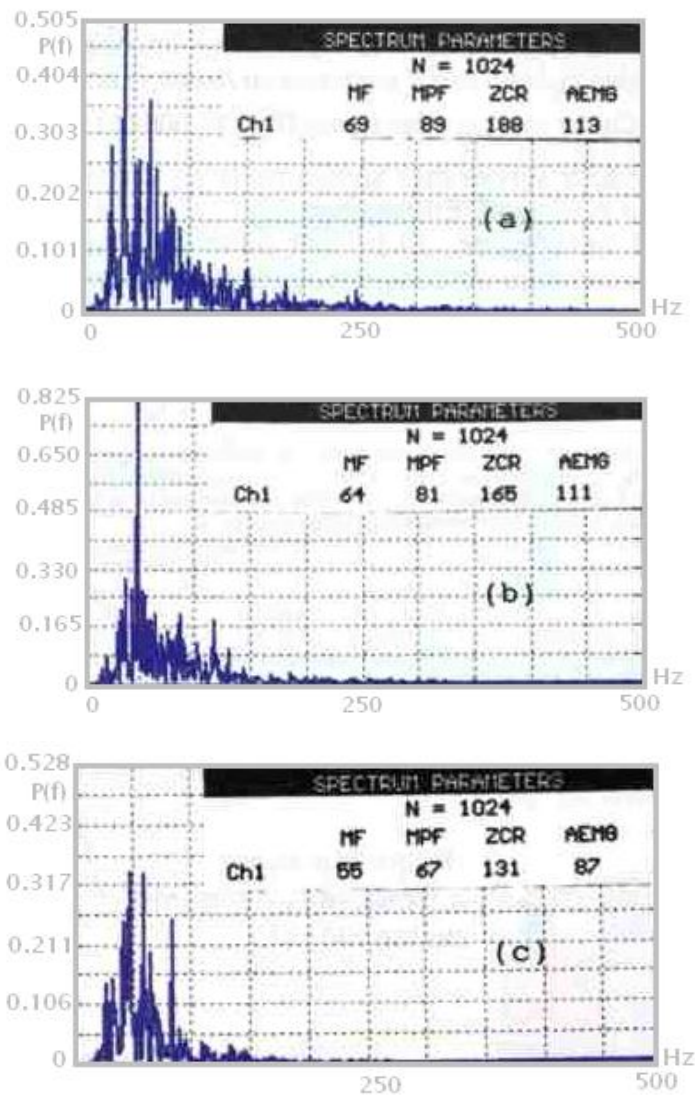 0.505
P(f)
SPECTRUM PARAMETERS
N = 1024
0.404
MF MPF ZCR AEMG
Ch1 69 89 188 113
0.303
0.202
(a)
0.101
0
Hz
0 250 500
0.825
P(f)
SPECTRUM PARAMETERS
N = 1024
0.650
MF MPF ZCR AEMG
Ch1 64 81 165 111
0.485
0.330
(b)
0.165
0
Hz
0 250 500
0.528
P(f)
SPECTRUM PARAMETERS
N = 1024
0.423
MF MPF ZCR AEMG
Ch1 55 67 131 87
0.317
0.211
(c)
0.106
0
Hz
250 500